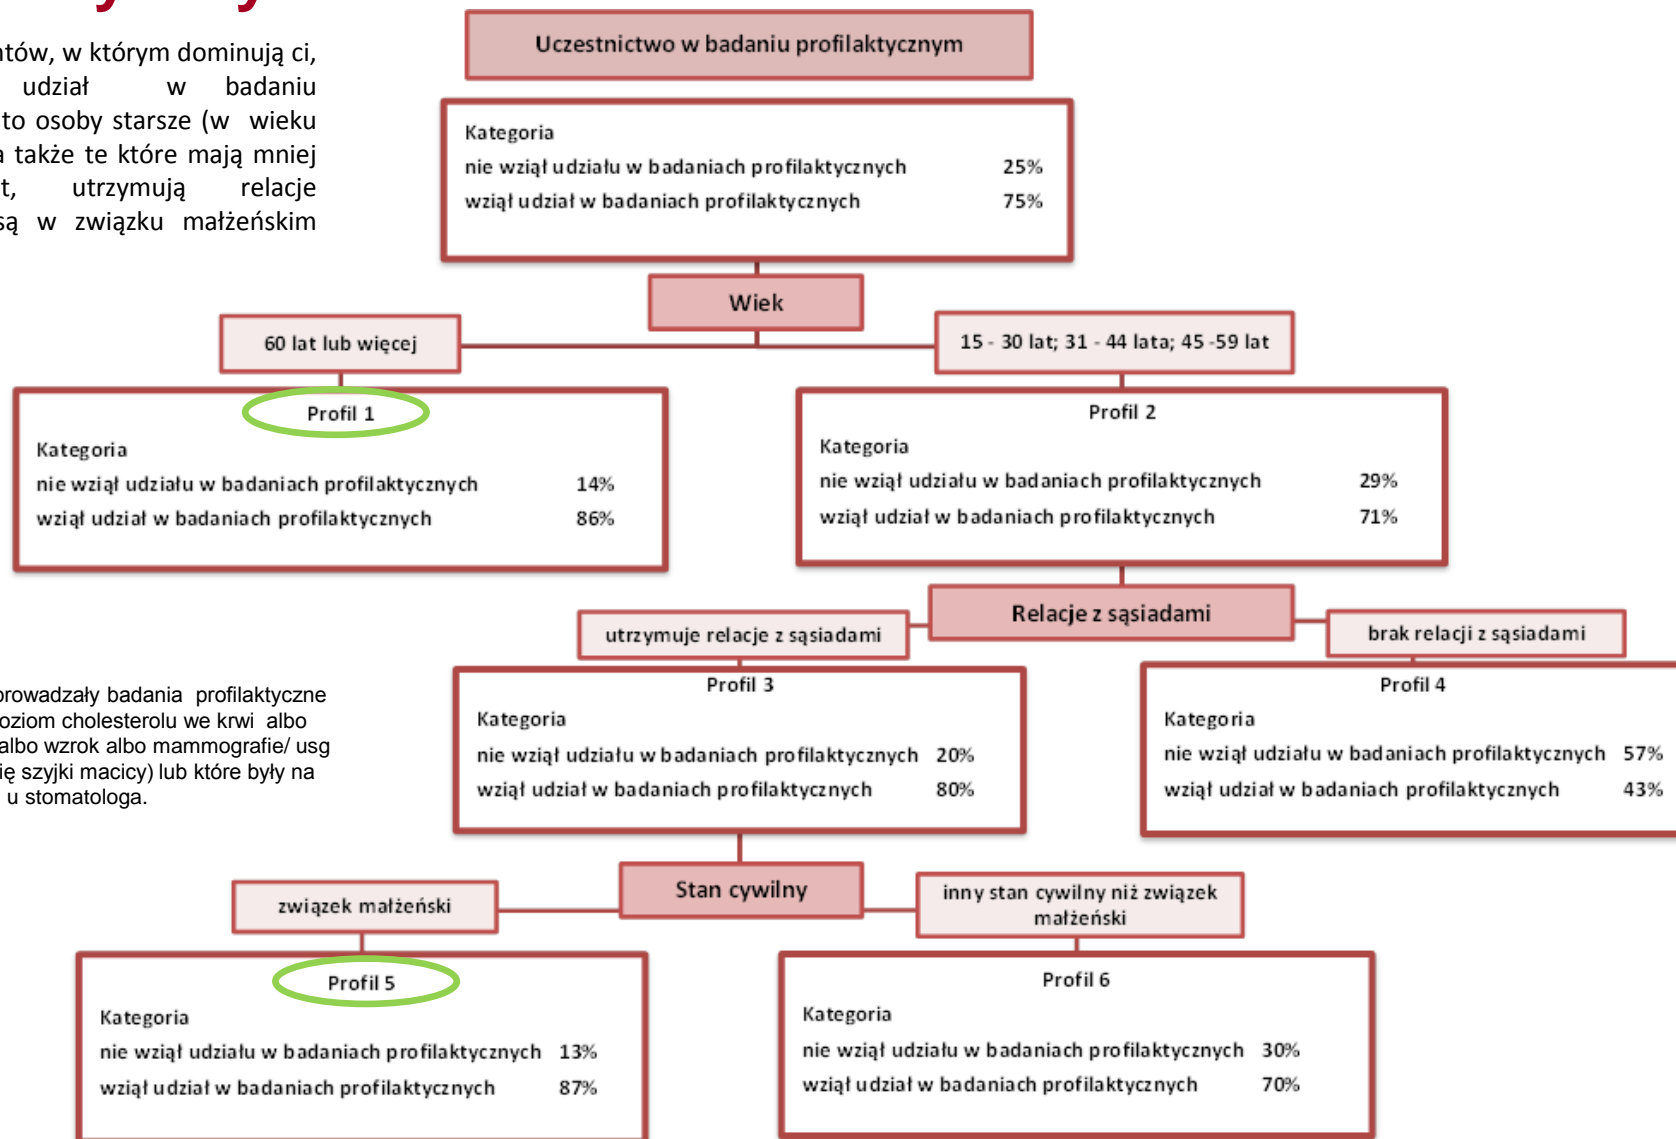 Uczestnictwo w badaniu profilaktycznym
ntów, w którym dominują ci,
udział w badaniu
to osoby starsze (w wieku
a także te które mają mniej
t, utrzymują relacje
są w związku małżeńskim
Kategoria
nie wziął udziału w badaniach profilaktycznych 25%
wziął udział w badaniach profilaktycznych 75%
Wiek
60 lat lub więcej
15 - 30 lat; 31 - 44 lata; 45 -59 lat
Profil 1
Kategoria
nie wziął udziału w badaniach profilaktycznych 14%
wziął udział w badaniach profilaktycznych 86%
Profil 2
Kategoria
nie wziął udziału w badaniach profilaktycznych 29%
wziął udział w badaniach profilaktycznych 71%
Relacje z sąsiadami
utrzymuje relacje z sąsiadami
brak relacji z sąsiadami
rowadzały badania profilaktyczne
oziom cholesterolu we krwi albo
albo wzrok albo mammografie/ usg
ię szyjki macicy) lub które były na
u stomatologa.
Profil 3
Kategoria
nie wziął udziału w badaniach profilaktycznych 20%
wziął udział w badaniach profilaktycznych 80%
Profil 4
Kategoria
nie wziął udziału w badaniach profilaktycznych 57%
wziął udział w badaniach profilaktycznych 43%
Stan cywilny
związek małżeński
inny stan cywilny niż związek
małżeński
Profil 5
Kategoria
nie wziął udziału w badaniach profilaktycznych 13%
wziął udział w badaniach profilaktycznych 87%
Profil 6
Kategoria
nie wziął udziału w badaniach profilaktycznych 30%
wziął udział w badaniach profilaktycznych 70%